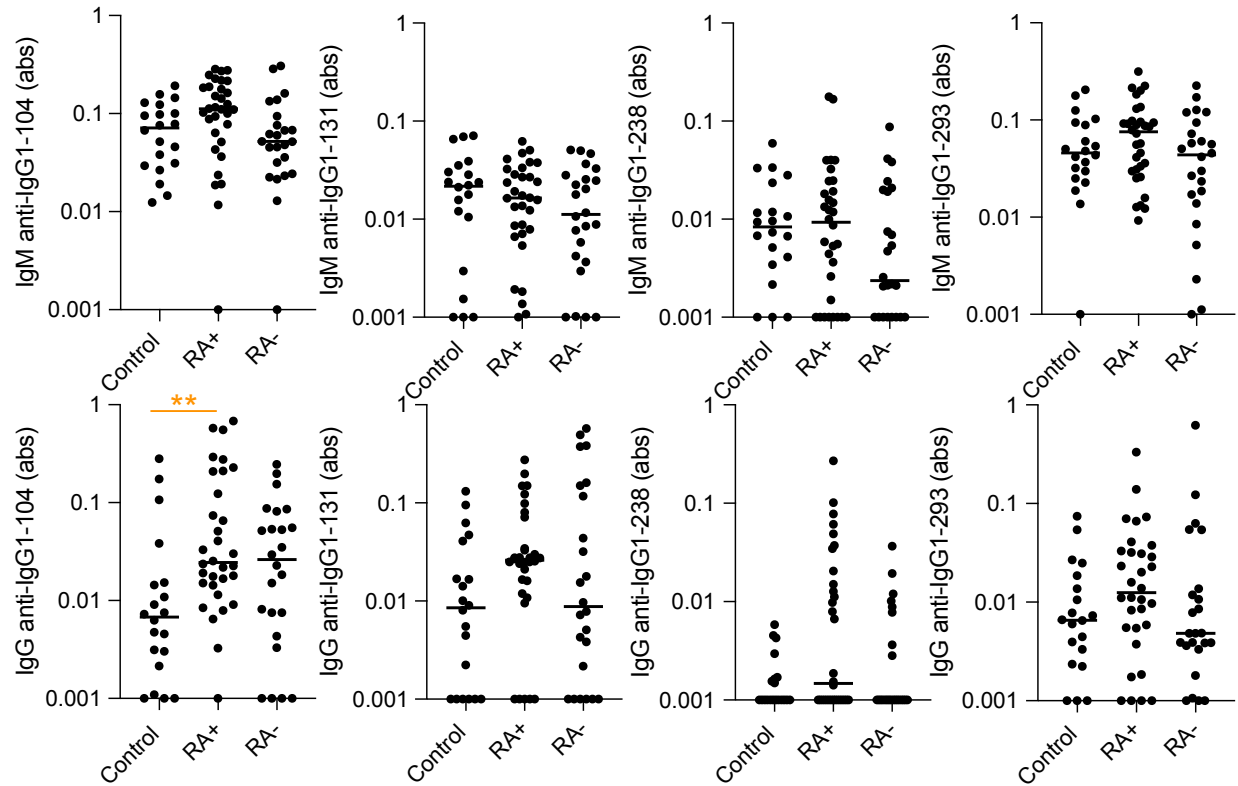 IgM anti-IgG1-104 (abs)
1
0.1
0.01
0.001
Control
RA+
RA-
IgM anti-IgG1-131 (abs)
1
0.1
0.01
0.001
Control
RA+
RA-
IgM anti-IgG1-238 (abs)
1
0.1
0.01
0.001
Control
RA+
RA-
IgM anti-IgG1-293 (abs)
1
0.1
0.01
0.001
Control
RA+
RA-
IgG anti-IgG1-104 (abs)
1
0.1
0.01
0.001
**
Control
RA+
RA-
IgG anti-IgG1-131 (abs)
1
0.1
0.01
0.001
Control
RA+
RA-
IgG anti-IgG1-238 (abs)
1
0.1
0.01
0.001
Control
RA+
RA-
IgG anti-IgG1-293 (abs)
1
0.1
0.01
0.001
Control
RA+
RA-